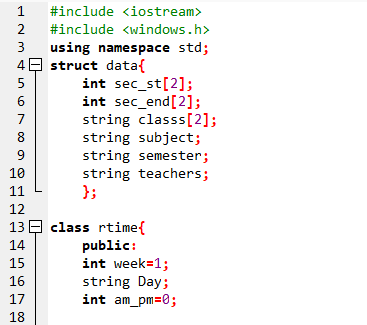 1 #include <iostream>
2 #include <windows.h>
3 using namespace std;
4 struct data{
5 int sec_st[2];
6 int sec_end[2];
7 string classs[2];
8 string subject;
9 string semester;
10 string teachers;
11 };
12
13 class rtime{
14 public:
15 int week=1;
16 string Day;
17 int am_pm=0;
18